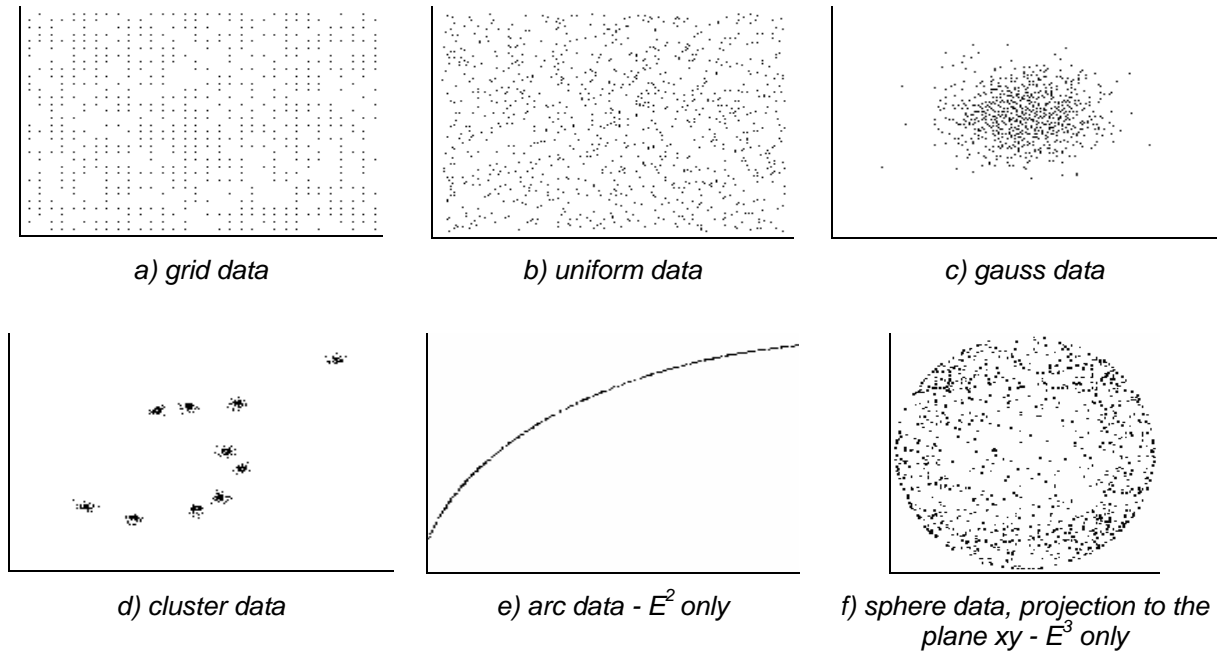 a) grid data
b) uniform data
c) gauss data
d) cluster data
e) arc data - E² only
f) sphere data, projection to the
plane xy - E³ only